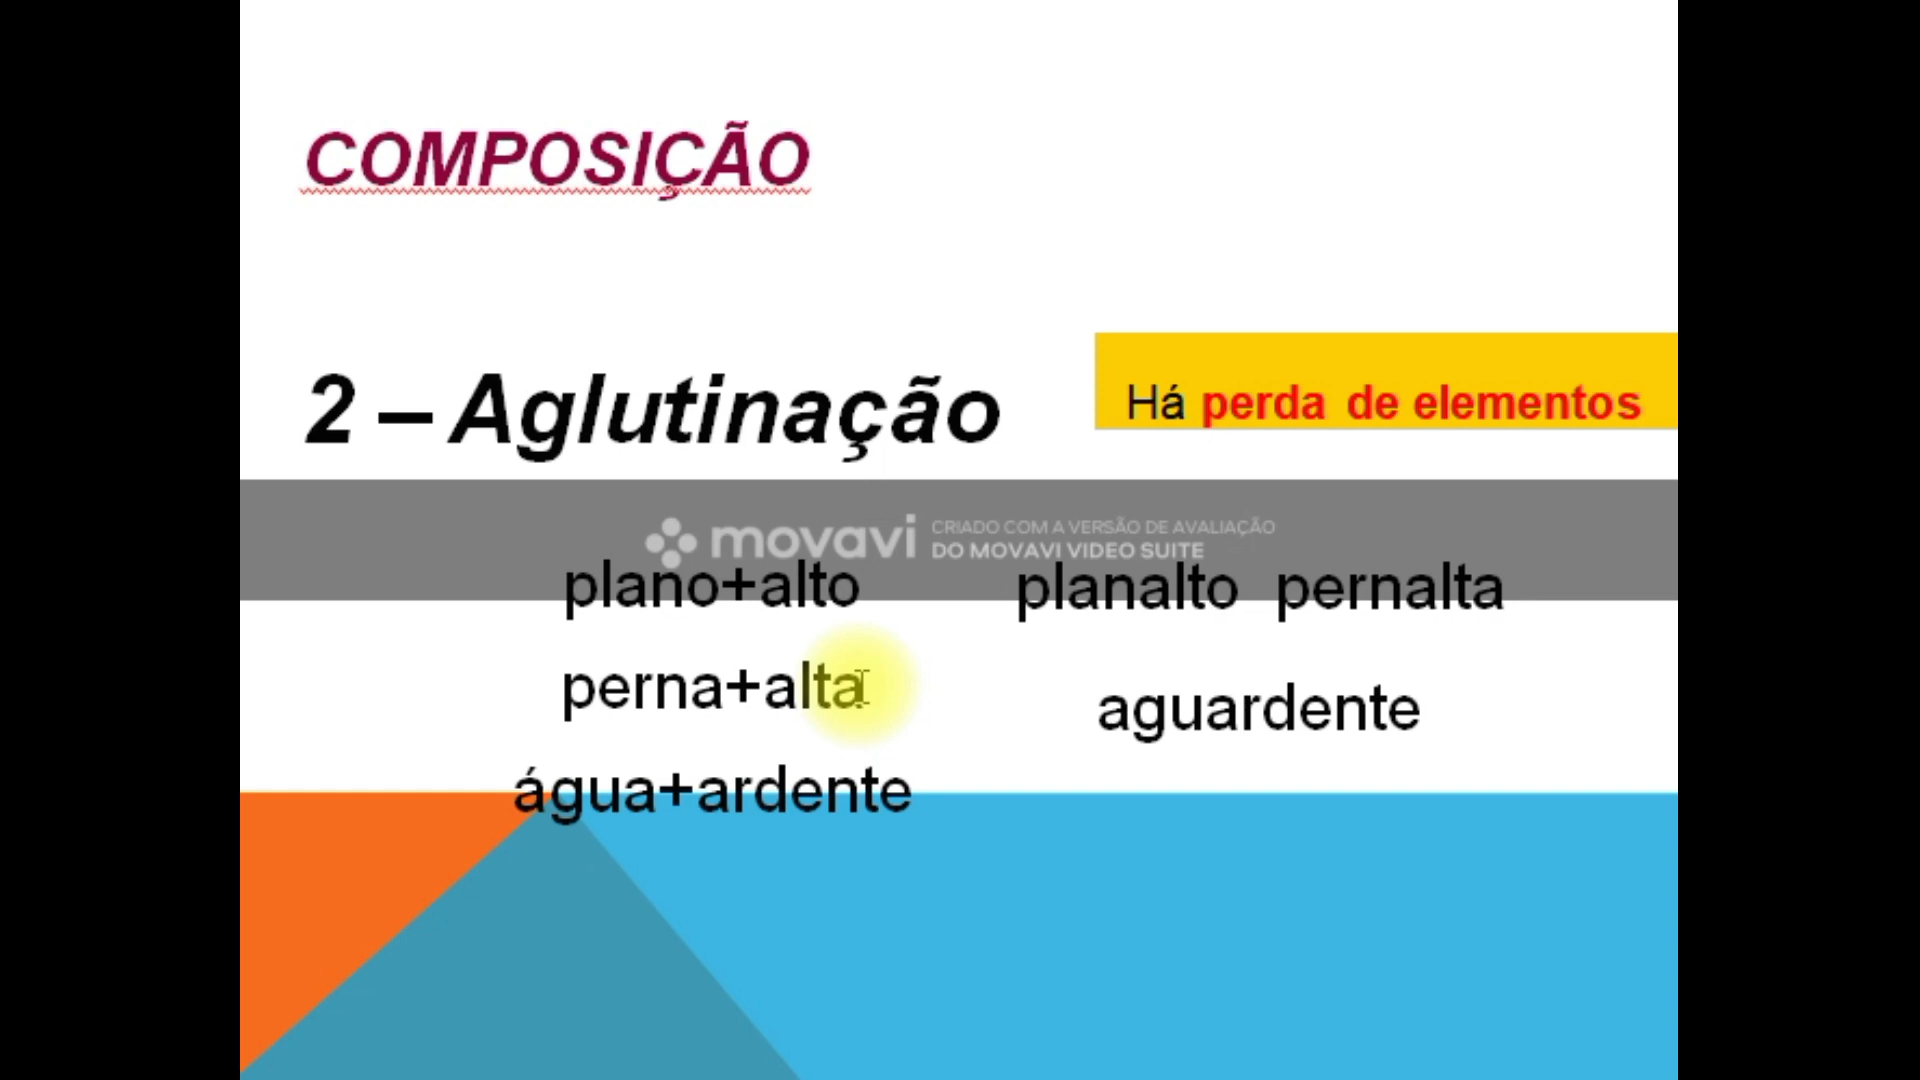 COMPOSIÇÃO
2 – Aglutinação
Há perda de elementos
movavi
CRIADO COM A VERSÃO DE AVALIAÇÃO
DO MOVAVI VIDEO SUITE
plano+alto
perna+alta
água+ardente
planalto pernalta
aguardente